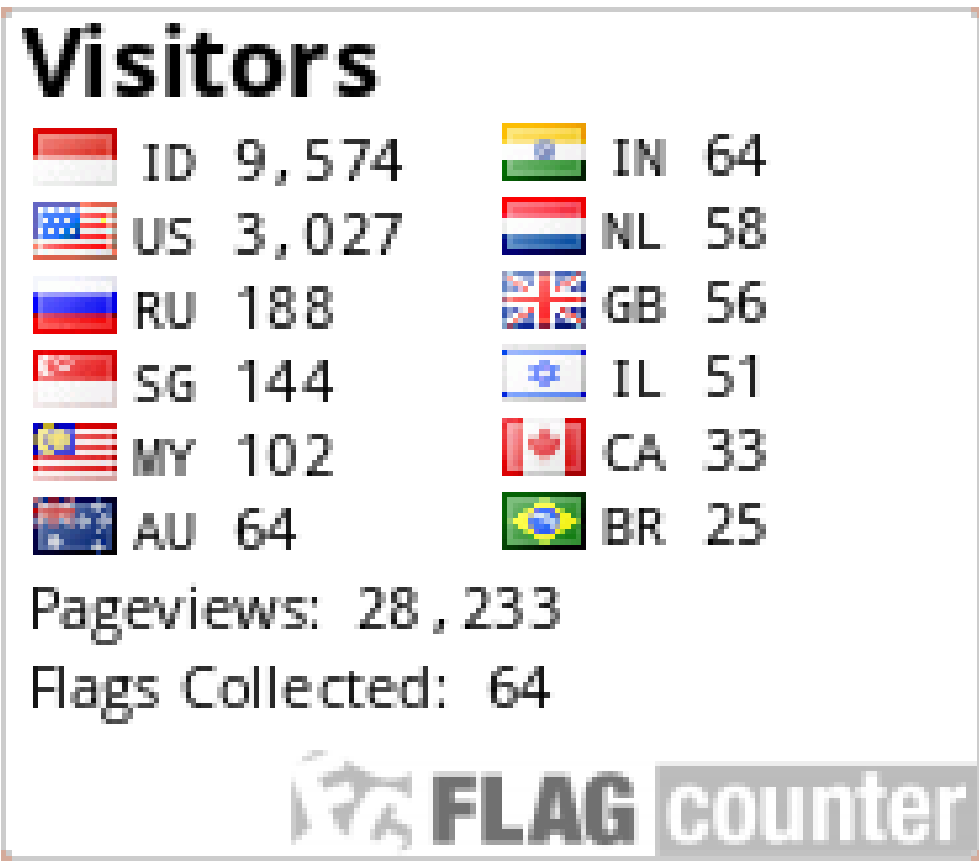 Visitors
ID 9,574
US 3,027
RU 188
SG 144
MY 102
AU 64
IN 64
NL 58
GB 56
IL 51
CA 33
BR 25
Pageviews: 28,233
Flags Collected: 64
FLAG counter